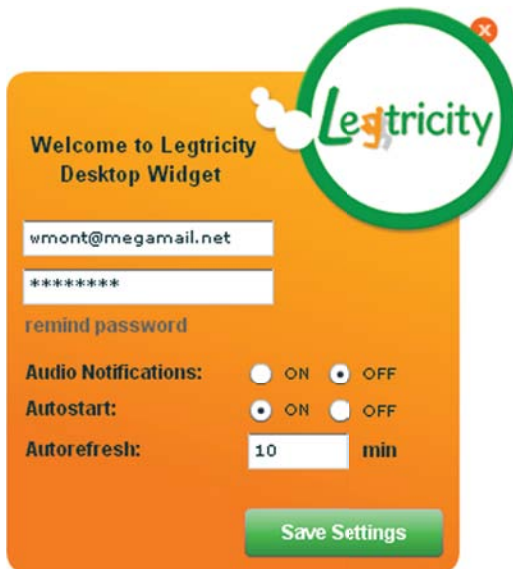 x
Legtricity
Welcome to Legtricity
Desktop Widget
wmont@megamail.net
********
remind password
Audio Notifications: ON OFF
Autostart: ON OFF
Autorefresh: 10 min
Save Settings